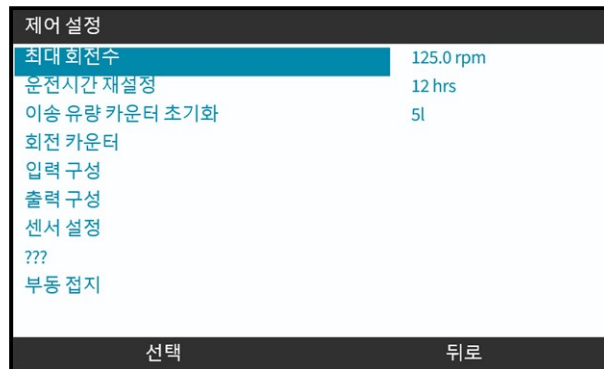 제어 설정
최대 회전수 125.0 rpm
운전시간 재설정 12 hrs
이송 유량 카운터 초기화 5l
회전 카운터
입력 구성
출력 구성
센서 설정
???
부동 접지
선택 뒤로